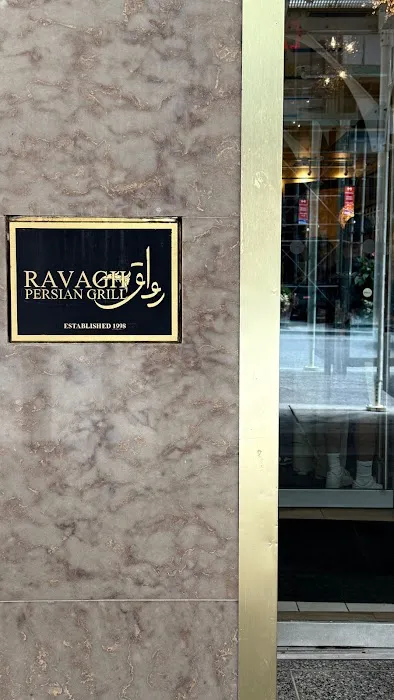 RAVAGH رواق
PERSIAN GRILL
ESTABLISHED 1998